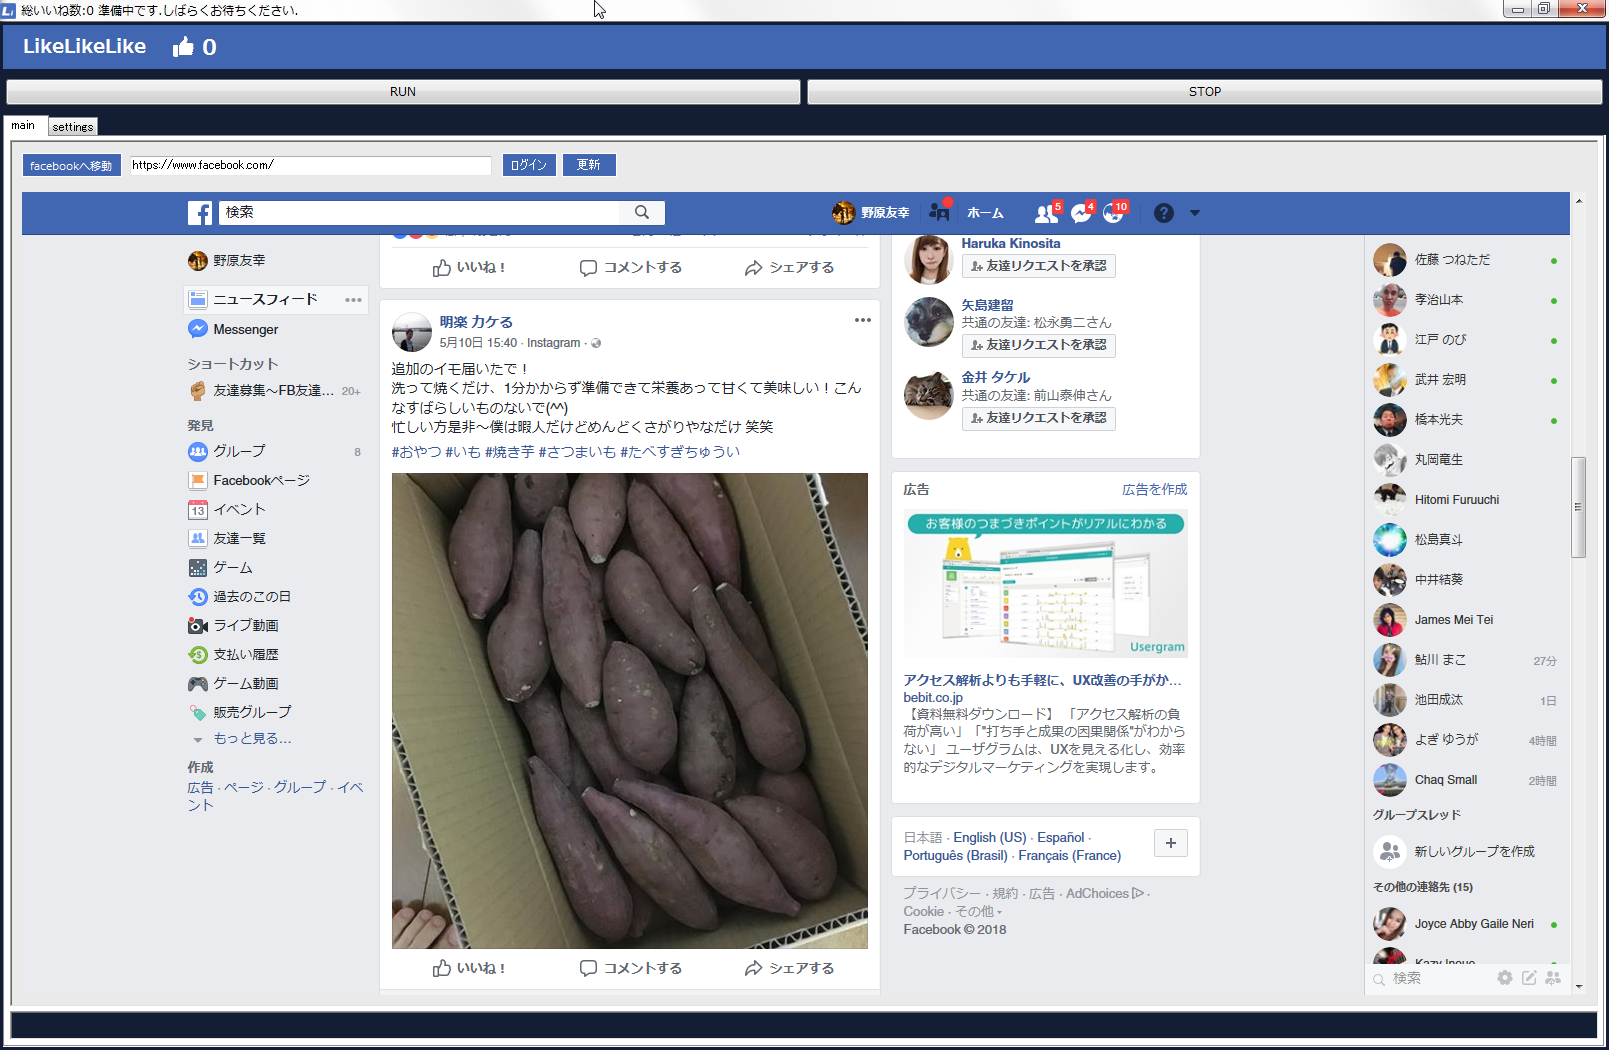 総いいね数:0 準備中です.しばらくお待ちください.
LikeLikeLike 0
RUN
STOP
main
settings
facebookへ移動
https://www.facebook.com/
ログイン
更新
検索
野原友幸
ホーム
5
4
10
野原友幸
ニュースフィード
Messenger
ショートカット
友達募集～FB友達... 20+
発見
グループ 8
Facebookページ
13 イベント
友達一覧
ゲーム
過去のこの日
ライブ動画
支払い履歴
ゲーム動画
販売グループ
もっと見る...
作成
広告 · ページ · グループ · イベ
ント
いいね！ コメントする シェアする
明楽 カケる
5月10日 15:40 · Instagram ·
追加のイモ届いたで！
洗って焼くだけ、1分かからず準備できて栄養あって甘くて美味しい！こん
なすばらしいものないで(^^)
忙しい方是非～僕は暇人だけどめんどくさがりやなだけ 笑笑
#おやつ #いも #焼き芋 #さつまいも #たべすぎちゅうい
いいね！ コメントする シェアする
Haruka Kinosita
友達リクエストを承認
矢島建留
共通の友達: 松永勇二さん
友達リクエストを承認
金井 タケル
共通の友達: 前山泰伸さん
友達リクエストを承認
広告 広告を作成
お客様のつまづきポイントがリアルにわかる
Usergram
アクセス解析よりも手軽に、UX改善の手がか...
bebit.co.jp
【資料無料ダウンロード】 「アクセス解析の負
荷が高い」「"打ち手と成果の因果関係"がわから
ない」 ユーザグラムは、UXを見える化し、効率
的なデジタルマーケティングを実現します。
日本語 · English (US) · Español ·
Português (Brasil) · Français (France)
プライバシー · 規約 · 広告 · AdChoices ·
Cookie · その他
Facebook © 2018
佐藤 つねただ
孝治山本
江戸 のび
武井 宏明
橋本光夫
丸岡竜生
Hitomi Furuuchi
松島真斗
中井結葵
James Mei Tei
鮎川 まこ 27分
池田成汰 1日
よぎ ゆうが 4時間
Chaq Small 2時間
グループスレッド
新しいグループを作成
その他の連絡先 (15)
Joyce Abby Gaile Neri
Kazy Inoue
検索